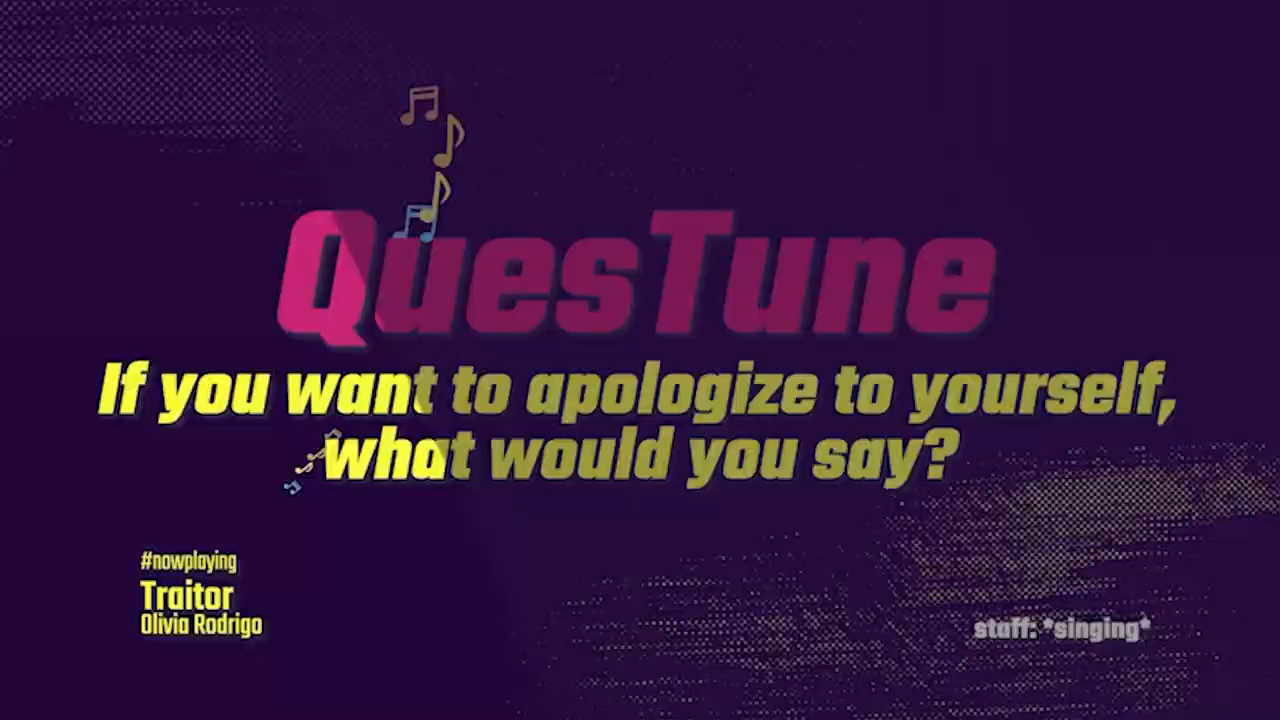 QuesTune
If you want to apologize to yourself,
what would you say?
#nowplaying
Traitor
Olivia Rodrigo
staff: *singing*